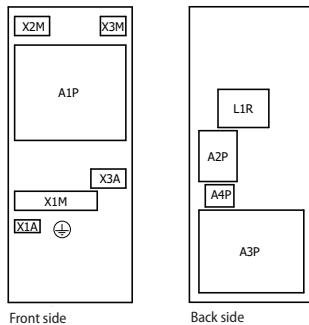 X2M X3M
A1P
X3A
X1M
X1A
Front side
L1R
A2P
A4P
A3P
Back side